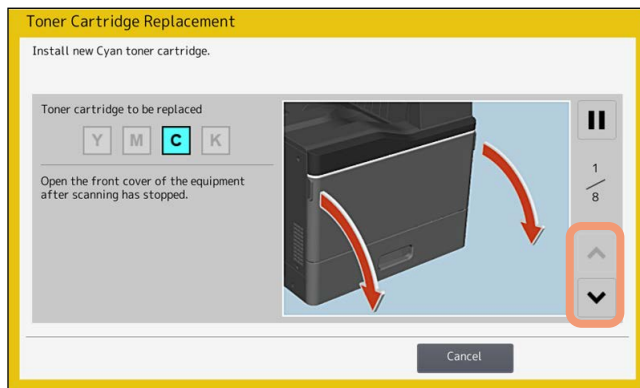 Toner Cartridge Replacement
Install new Cyan toner cartridge.
Toner cartridge to be replaced
Y M C K
Open the front cover of the equipment
after scanning has stopped.
1
8
Cancel